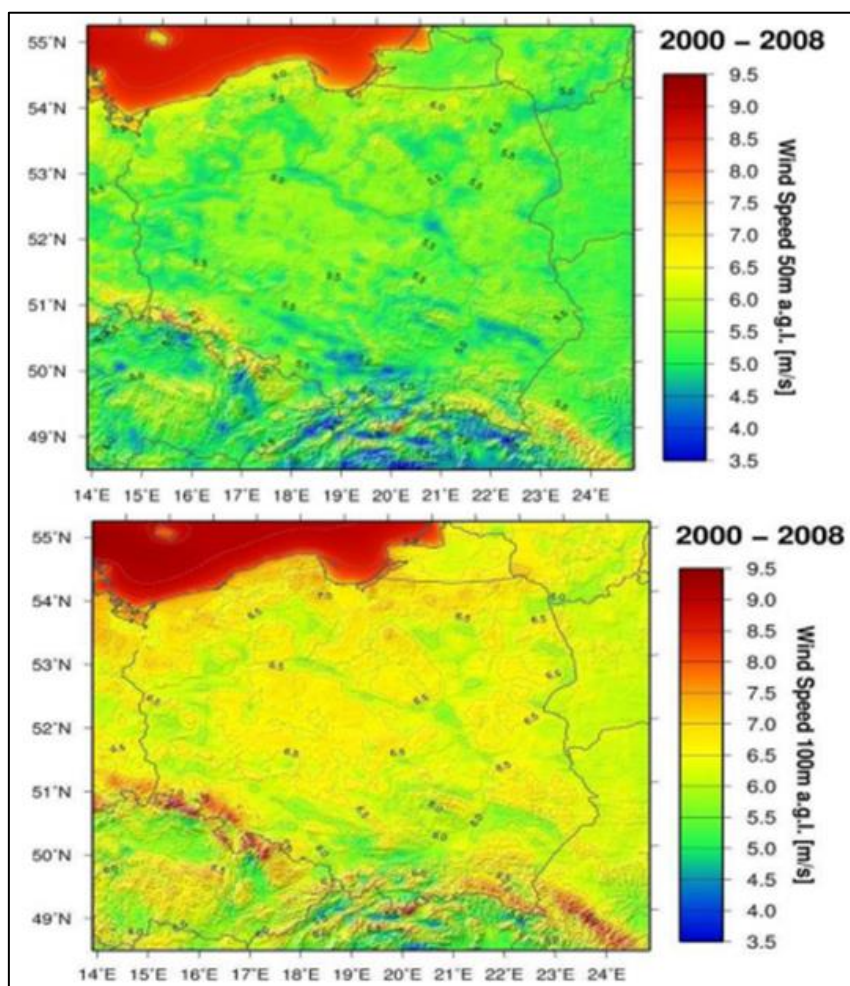 2000 – 2008
55°N
54°N
53°N
52°N
51°N
50°N
49°N
14°E 15°E 16°E 17°E 18°E 19°E 20°E 21°E 22°E 23°E 24°E
9.5
9.0
8.5
8.0
7.5
7.0
6.5
6.0
5.5
5.0
4.5
4.0
3.5
Wind Speed 50m a.g.l. [m/s]
2000 – 2008
55°N
54°N
53°N
52°N
51°N
50°N
49°N
14°E 15°E 16°E 17°E 18°E 19°E 20°E 21°E 22°E 23°E 24°E
9.5
9.0
8.5
8.0
7.5
7.0
6.5
6.0
5.5
5.0
4.5
4.0
3.5
Wind Speed 100m a.g.l. [m/s]